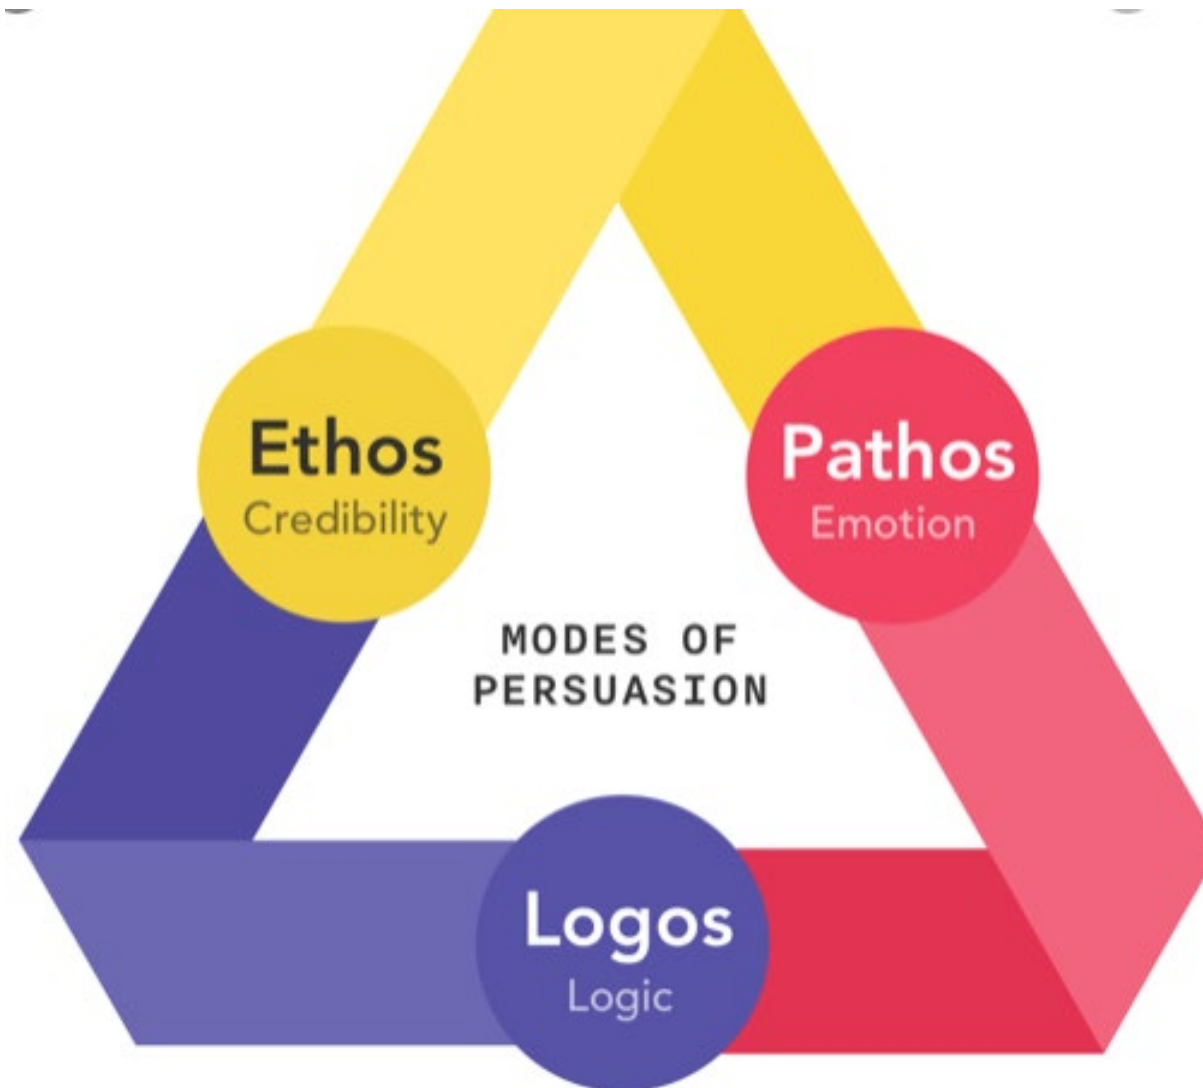 Ethos
Credibility
Pathos
Emotion
MODES OF
PERSUASION
Logos
Logic